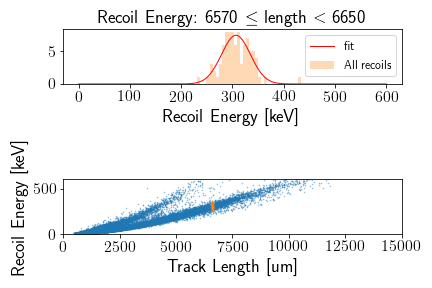 Recoil Energy: 6570 ≤ length < 6650
5
0
fit
All recoils
0 100 200 300 400 500 600
Recoil Energy [keV]
Recoil Energy [keV]
500
0
0 2500 5000 7500 10000 12500 15000
Track Length [um]